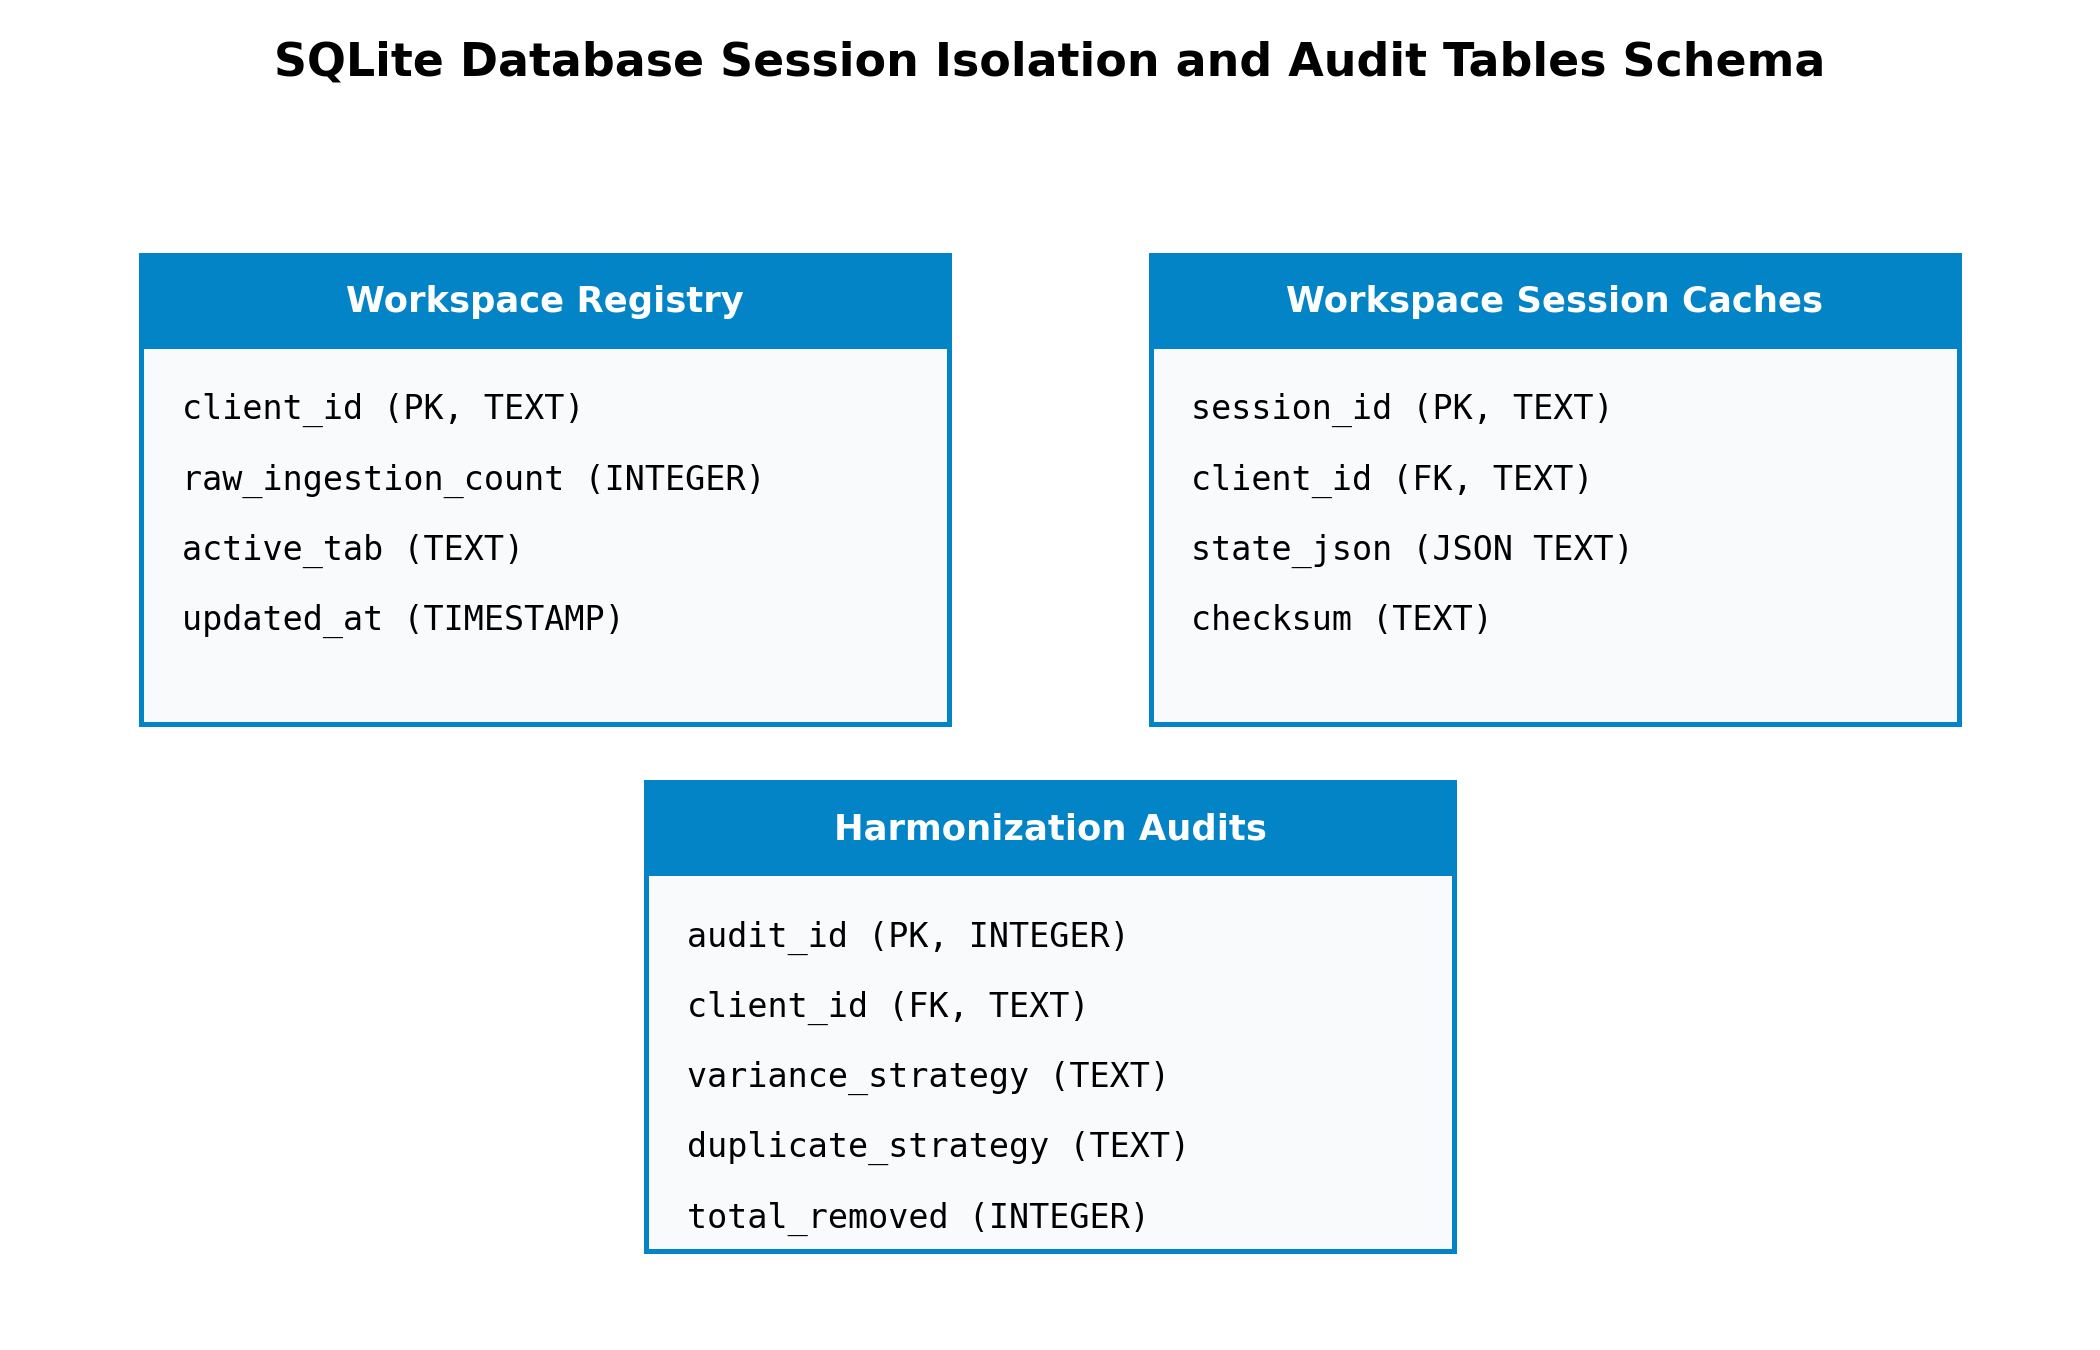 SQLite Database Session Isolation and Audit Tables Schema
Workspace Registry
client_id (PK, TEXT)
raw_ingestion_count (INTEGER)
active_tab (TEXT)
updated_at (TIMESTAMP)
Workspace Session Caches
session_id (PK, TEXT)
client_id (FK, TEXT)
state_json (JSON TEXT)
checksum (TEXT)
Harmonization Audits
audit_id (PK, INTEGER)
client_id (FK, TEXT)
variance_strategy (TEXT)
duplicate_strategy (TEXT)
total_removed (INTEGER)